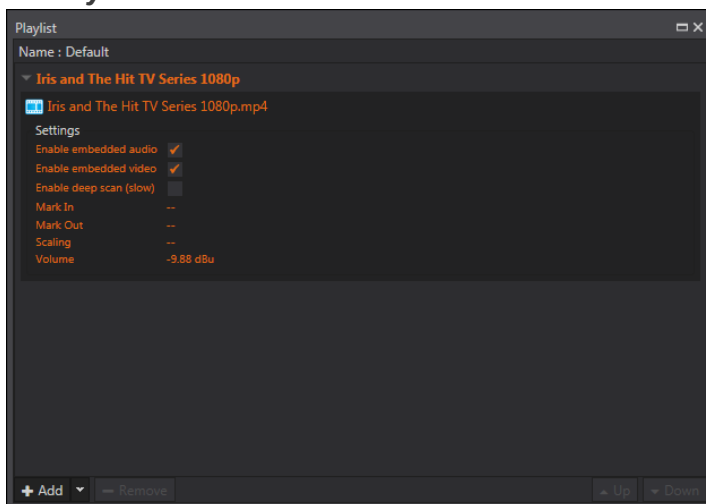 Playlist
Name : Default
Iris and The Hit TV Series 1080p
Iris and The Hit TV Series 1080p.mp4
Settings
Enable embedded audio
Enable embedded video
Enable deep scan (slow)
Mark In --
Mark Out --
Scaling --
Volume -9.88 dBu
Add Remove Up Down